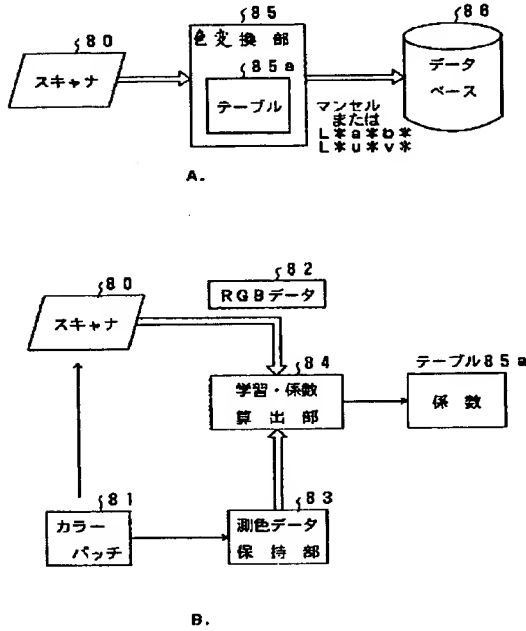 80
スキャナ
85
色変換部
85a
テーブル
マンセル
または
L*a*b*
L*u*v*
86
データ
ベース
A.
80
スキャナ
82
RGBデータ
84
学習・係数
算出部
テーブル85a
係数
81
カラー
パッチ
83
測色データ
保持部
B.